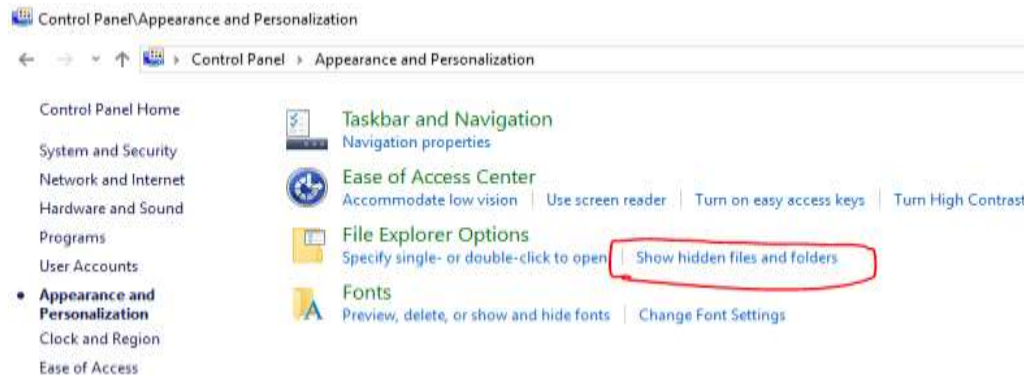 Control Panel\Appearance and Personalization
Control Panel > Appearance and Personalization
Control Panel Home
System and Security
Network and Internet
Hardware and Sound
Programs
User Accounts
Appearance and
Personalization
Clock and Region
Ease of Access
Taskbar and Navigation
Navigation properties
Ease of Access Center
Accommodate low vision | Use screen reader | Turn on easy access keys | Turn High Contrast
File Explorer Options
Specify single- or double-click to open | Show hidden files and folders
Fonts
Preview, delete, or show and hide fonts | Change Font Settings